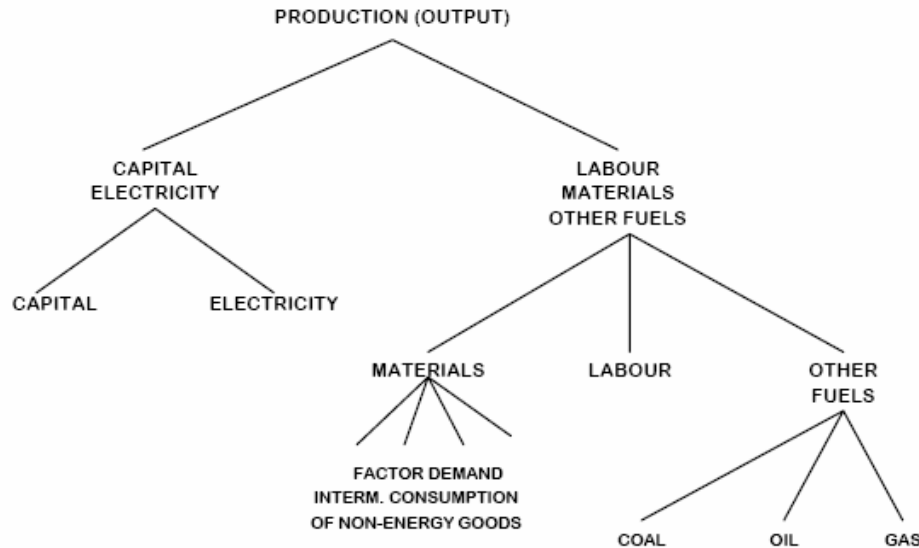 PRODUCTION (OUTPUT)
CAPITAL
ELECTRICITY
LABOUR
MATERIALS
OTHER FUELS
CAPITAL
ELECTRICITY
MATERIALS
LABOUR
OTHER
FUELS
FACTOR DEMAND
INTERM. CONSUMPTION
OF NON-ENERGY GOODS
COAL
OIL
GAS